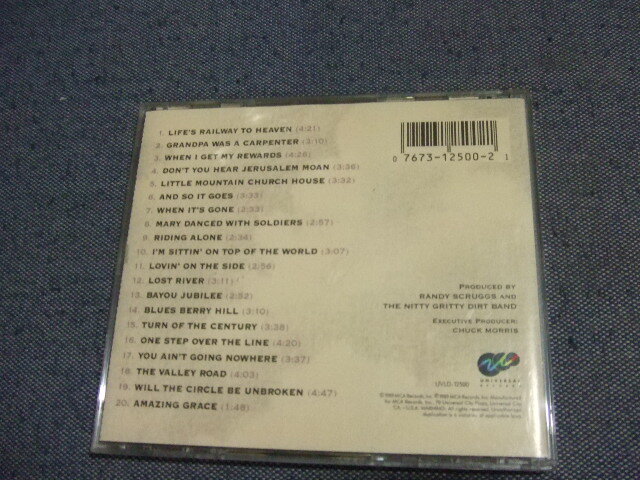 1. LIFE'S RAILWAY TO HEAVEN (4:21)
2. GRANDPA WAS A CARPENTER (3:10)
3. WHEN I GET MY REWARDS (4:26)
4. DON'T YOU HEAR JERUSALEM MOAN (3:36)
5. LITTLE MOUNTAIN CHURCH HOUSE (3:32)
6. AND SO IT GOES (3:33)
7. WHEN IT'S GONE (2:33)
8. MARY DANCED WITH SOLDIERS (2:57)
9. RIDING ALONE (2:34)
10. I'M SITTIN' ON TOP OF THE WORLD (3:07)
11. LOVIN' ON THE SIDE (2:56)
12. LOST RIVER (3:11)
13. BAYOU JUBILEE (2:52)
14. BLUES BERRY HILL (3:10)
15. TURN OF THE CENTURY (3:38)
16. ONE STEP OVER THE LINE (4:20)
17. YOU AIN'T GOING NOWHERE (3:37)
18. THE VALLEY ROAD (4:03)
19. WILL THE CIRCLE BE UNBROKEN (4:47)
20. AMAZING GRACE (1:48)
0 7673-12500-2 1
PRODUCED BY
RANDY SCRUGGS AND
THE NITTY GRITTY DIRT BAND
EXECUTIVE PRODUCER:
CHUCK MORRIS
UNIVERSAL
RECORDS
UVLD-12500